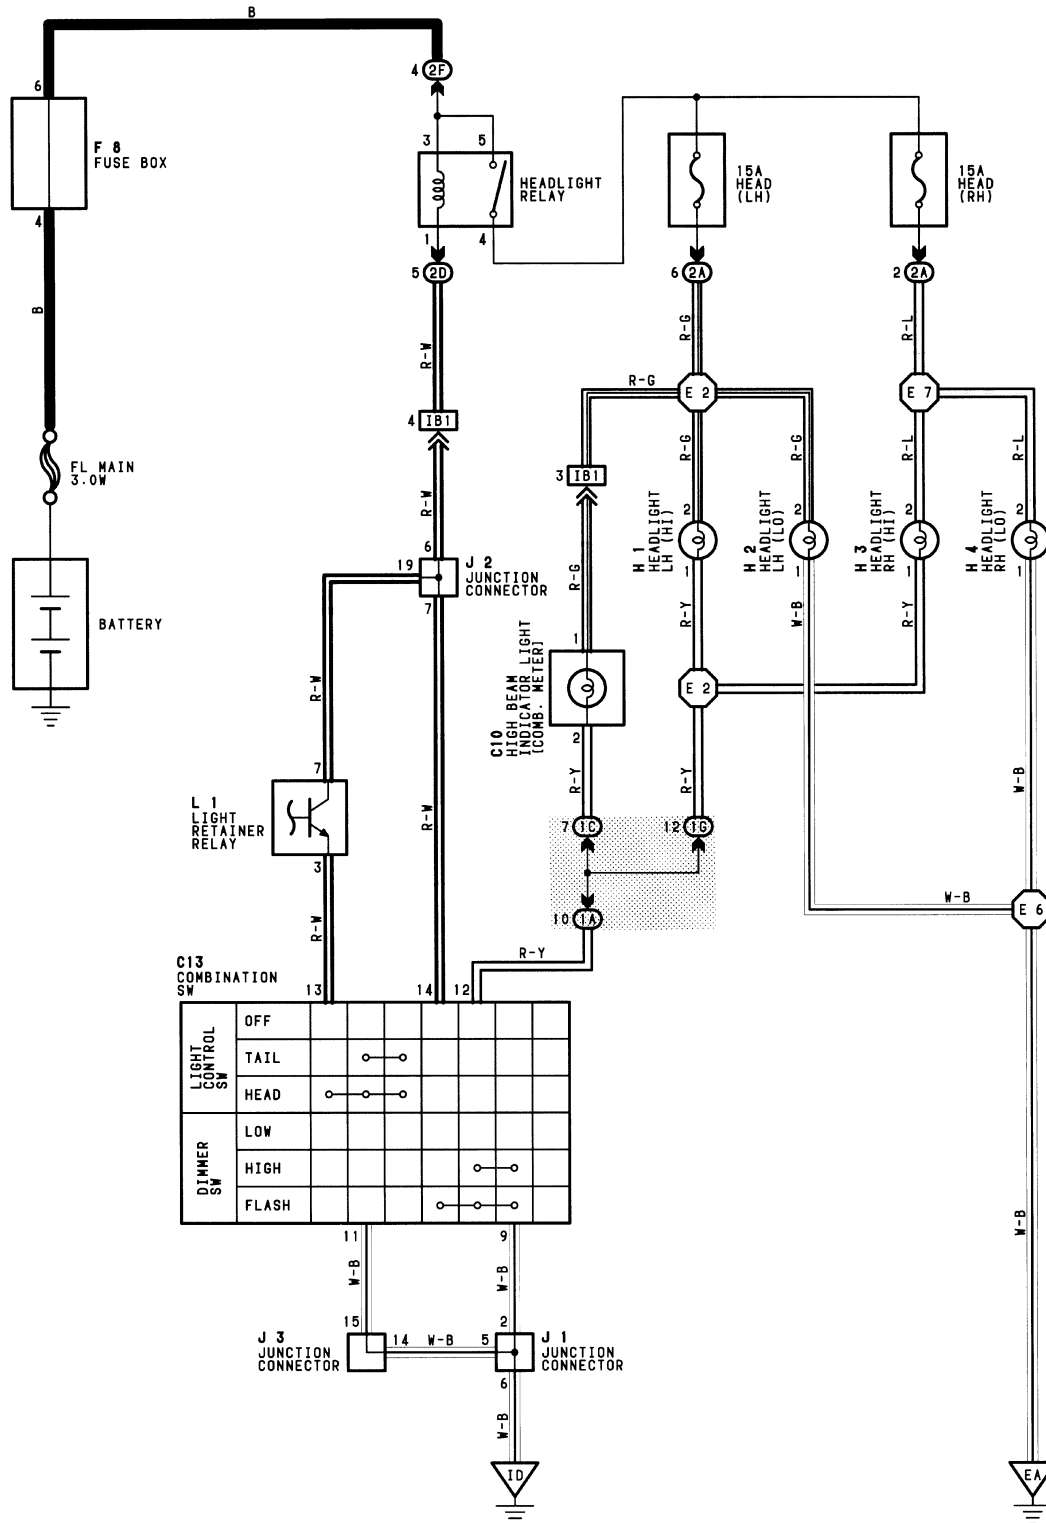 B
4 2F
6
F 8
FUSE BOX
4
B
FL MAIN
3.0W
BATTERY
3 5
HEADLIGHT
RELAY
1 4
5 2D
R-W
4 IB1
R-W
6
19
J 2
JUNCTION
CONNECTOR
7
R-W
7
L 1
LIGHT
RETAINER
RELAY
3
R-W
R-W
15A
HEAD
(LH)
15A
HEAD
(RH)
6 2A
2 2A
R-G
R-L
R-G
E 2
E 7
R-G
R-G
R-L
R-L
3 IB1
R-G
2
2
2
2
H 1
HEADLIGHT
LH (HI)
H 2
HEADLIGHT
LH (LO)
H 3
HEADLIGHT
RH (HI)
H 4
HEADLIGHT
RH (LO)
1
1
1
1
R-Y
W-B
R-Y
1
C10
HIGH BEAM
INDICATOR LIGHT
[COMB. METER]
2
E 2
R-Y
R-Y
W-B
7 1C
12 1G
10 1A
W-B
E 6
R-Y
C13
COMBINATION
SW
13 14 12
LIGHT
CONTROL
SW
OFF
TAIL
HEAD
DIMMER
SW
LOW
HIGH
FLASH
11 9
W-B
W-B
W-B
15 2
J 3
JUNCTION
CONNECTOR
14 W-B 5
J 1
JUNCTION
CONNECTOR
6
W-B
ID
EA